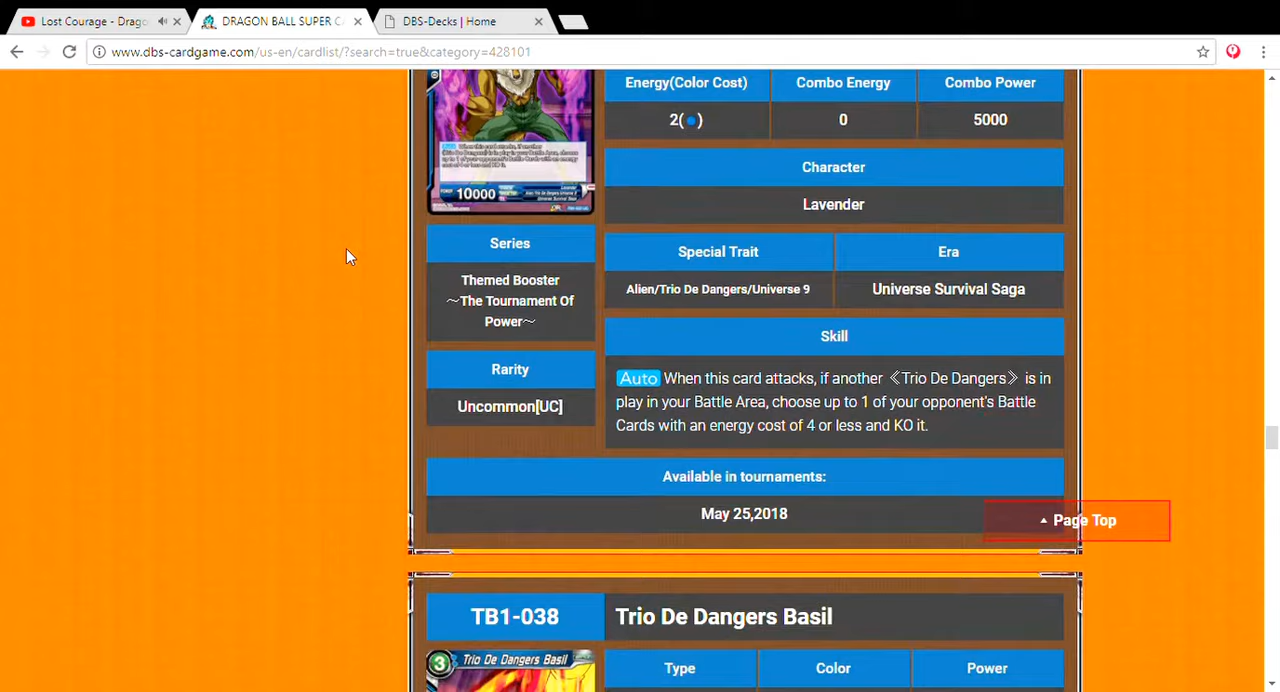 Lost Courage - Drago
DRAGON BALL SUPER C
DBS-Decks | Home
www.dbs-cardgame.com/us-en/cardlist/?search=true&category=428101
Energy(Color Cost)
Combo Energy
Combo Power
2( )
0
5000
Character
Lavender
10000
Series
Special Trait
Era
Themed Booster
～The Tournament Of
Power～
Alien/Trio De Dangers/Universe 9
Universe Survival Saga
Skill
Rarity
Uncommon[UC]
Auto When this card attacks, if another 《Trio De Dangers》 is in
play in your Battle Area, choose up to 1 of your opponent's Battle
Cards with an energy cost of 4 or less and KO it.
Available in tournaments:
May 25,2018
Page Top
TB1-038
Trio De Dangers Basil
3 Trio De Dangers Basil
Type
Color
Power